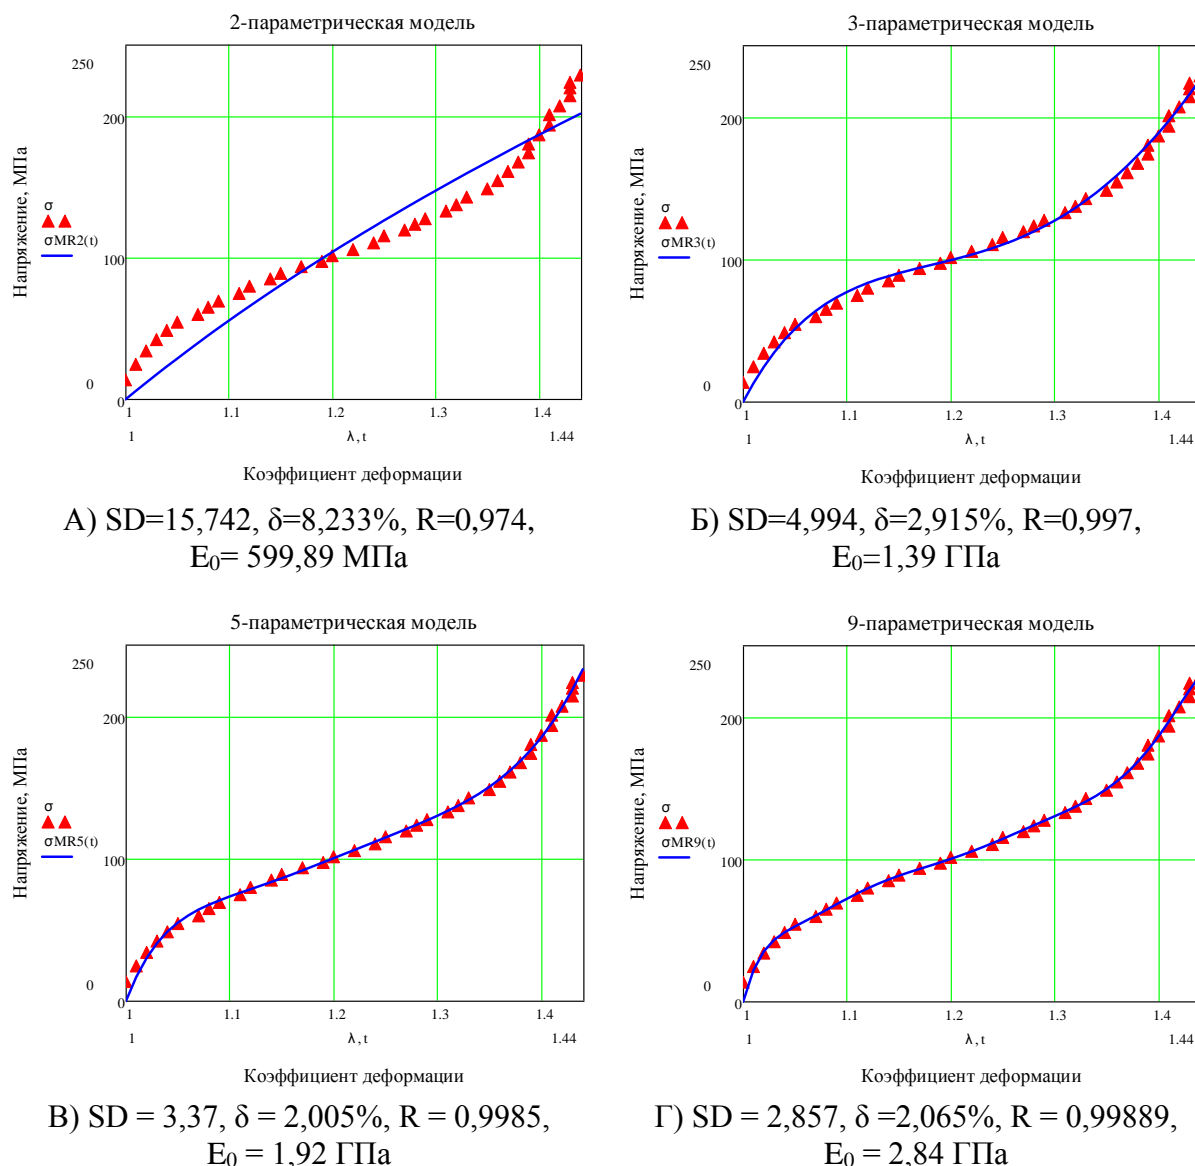 2-параметрическая модель
250
200
100
0
0
Напряжение, МПа
σ
σMR2(t)
1
1.1
1.2
1.3
1.4
1
λ, t
1.44
Коэффициент деформации
А) SD=15,742, δ=8,233%, R=0,974,
E₀= 599,89 МПа
3-параметрическая модель
250
200
100
0
0
Напряжение, МПа
σ
σMR3(t)
1
1.1
1.2
1.3
1.4
1
λ, t
1.44
Коэффициент деформации
Б) SD=4,994, δ=2,915%, R=0,997,
E₀=1,39 ГПа
5-параметрическая модель
250
200
100
0
0
Напряжение, МПа
σ
σMR5(t)
1
1.1
1.2
1.3
1.4
1
λ, t
1.44
Коэффициент деформации
В) SD = 3,37, δ = 2,005%, R = 0,9985,
E₀ = 1,92 ГПа
9-параметрическая модель
250
200
100
0
0
Напряжение, МПа
σ
σMR9(t)
1
1.1
1.2
1.3
1.4
1
λ, t
1.44
Коэффициент деформации
Г) SD = 2,857, δ =2,065%, R = 0,99889,
E₀ = 2,84 ГПа